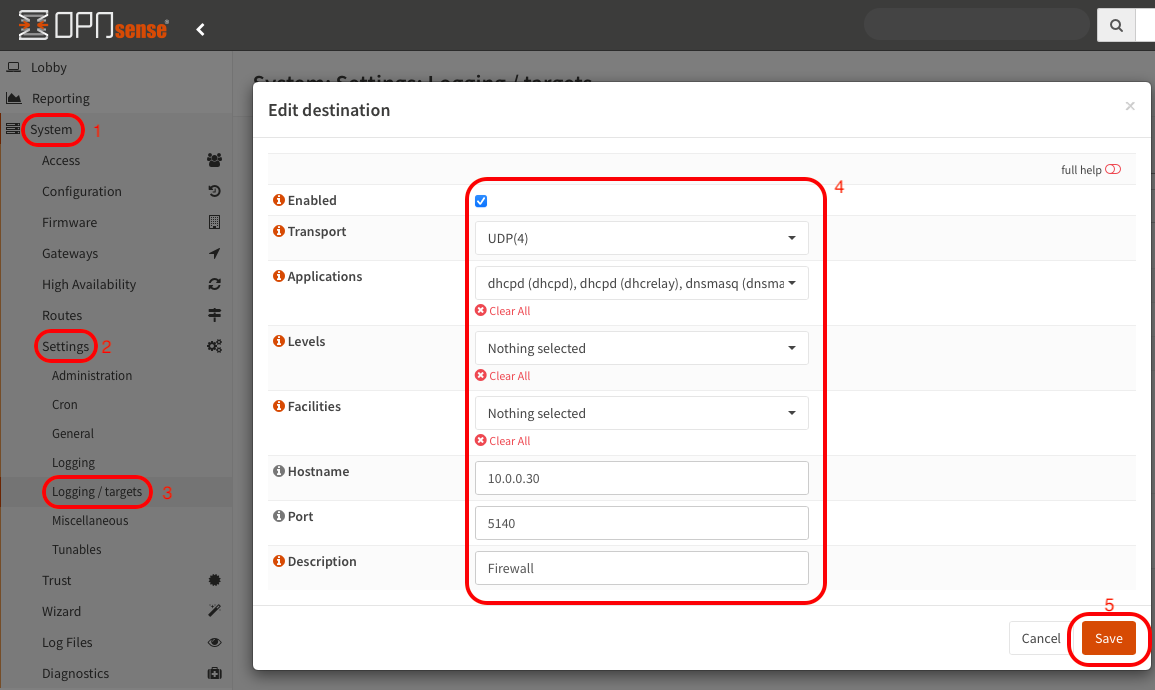 OPNsense®
Lobby
Reporting
System 1
Access
Configuration
Firmware
Gateways
High Availability
Routes
Settings 2
Administration
Cron
General
Logging
Logging / targets 3
Miscellaneous
Tunables
Trust
Wizard
Log Files
Diagnostics
System: Settings: Logging / targets
Edit destination ×
full help
4
Enabled
Transport UDP(4)
Applications dhcpd (dhcpd), dhcpd (dhcrelay), dnsmasq (dnsma
Clear All
Levels Nothing selected
Clear All
Facilities Nothing selected
Clear All
Hostname 10.0.0.30
Port 5140
Description Firewall
5
Cancel Save